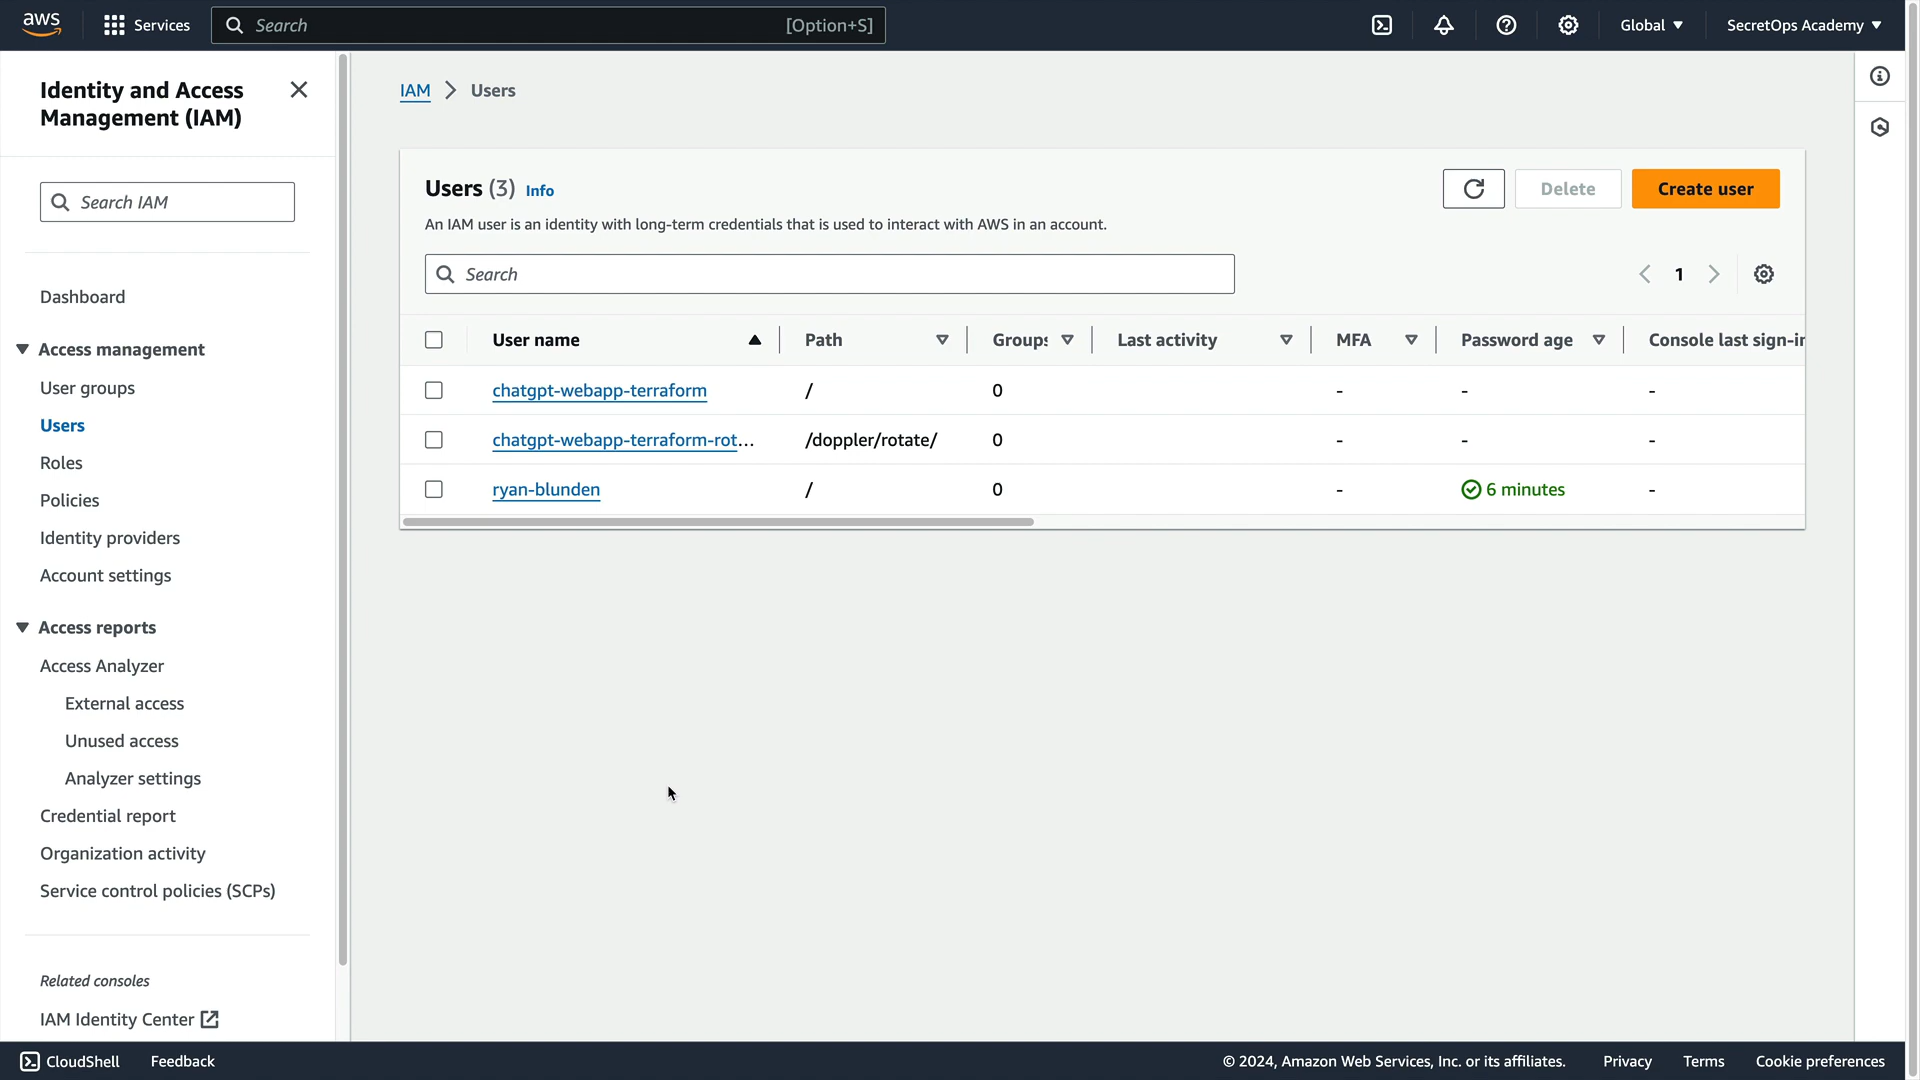 aws
Services
Search
[Option+S]
Global
SecretOps Academy
Identity and Access
Management (IAM)
Search IAM
Dashboard
Access management
User groups
Users
Roles
Policies
Identity providers
Account settings
Access reports
Access Analyzer
External access
Unused access
Analyzer settings
Credential report
Organization activity
Service control policies (SCPs)
Related consoles
IAM Identity Center
IAM > Users
Users (3) Info
Delete
Create user
An IAM user is an identity with long-term credentials that is used to interact with AWS in an account.
Search
1
User name Path Groups Last activity MFA Password age Console last sign-in
chatgpt-webapp-terraform / 0 - - -
chatgpt-webapp-terraform-rot... /doppler/rotate/ 0 - - -
ryan-blunden / 0 - 6 minutes -
CloudShell Feedback
© 2024, Amazon Web Services, Inc. or its affiliates. Privacy Terms Cookie preferences